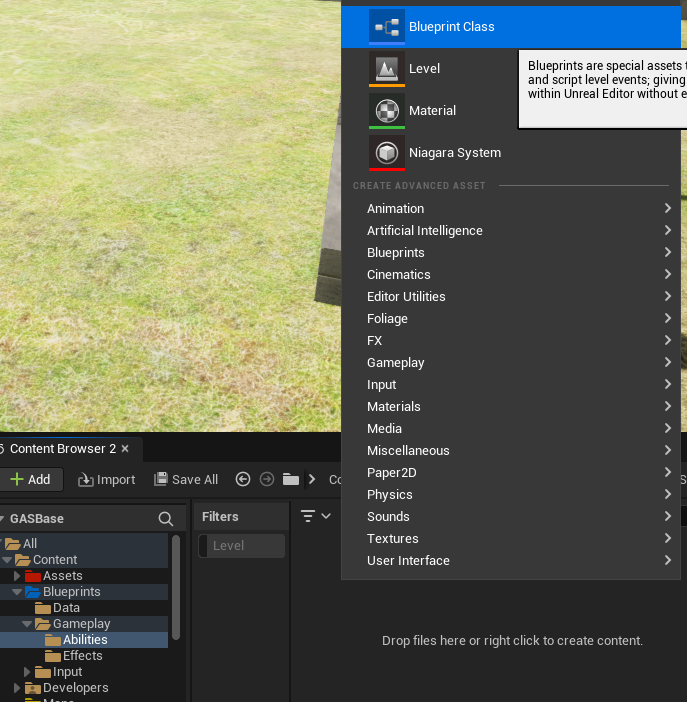 Blueprint Class
Level
Blueprints are special assets
and script level events; giving
within Unreal Editor without
Material
Niagara System
CREATE ADVANCED ASSET
Animation
Artificial Intelligence
Blueprints
Cinematics
Editor Utilities
Foliage
FX
Gameplay
Input
Materials
Media
Miscellaneous
Paper2D
Physics
Sounds
Textures
User Interface
Content Browser 2
Add
Import
Save All
GASBase
Filters
Level
All
Content
Assets
Blueprints
Data
Gameplay
Abilities
Effects
Input
Developers
Drop files here or right click to create content.